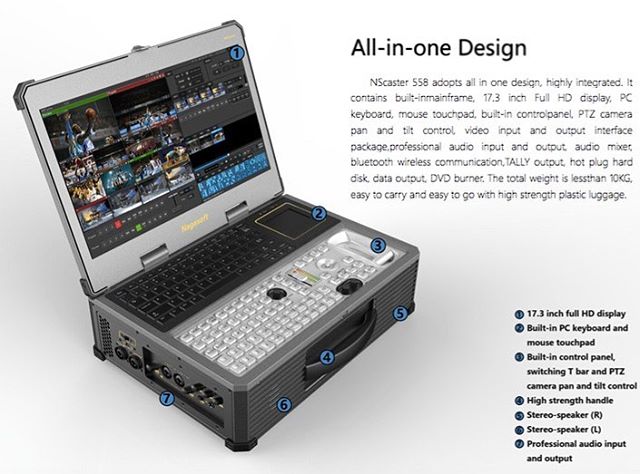 All-in-one Design
NScaster 558 adopts all in one design, highly integrated. It
contains built-inmainframe, 17.3 inch Full HD display, PC
keyboard, mouse touchpad, built-in controlpanel, PTZ camera
pan and tilt control, video input and output interface
package,professional audio input and output, audio mixer,
bluetooth wireless communication,TALLY output, hot plug hard
disk, data output, DVD burner. The total weight is lessthan 10KG,
easy to carry and easy to go with high strength plastic luggage.
1
Nagasoft
2
3
4
5
6
7
1 17.3 inch full HD display
2 Built-in PC keyboard and
mouse touchpad
3 Built-in control panel,
switching T bar and PTZ
camera pan and tilt control
4 High strength handle
5 Stereo-speaker (R)
6 Stereo-speaker (L)
7 Professional audio input
and output